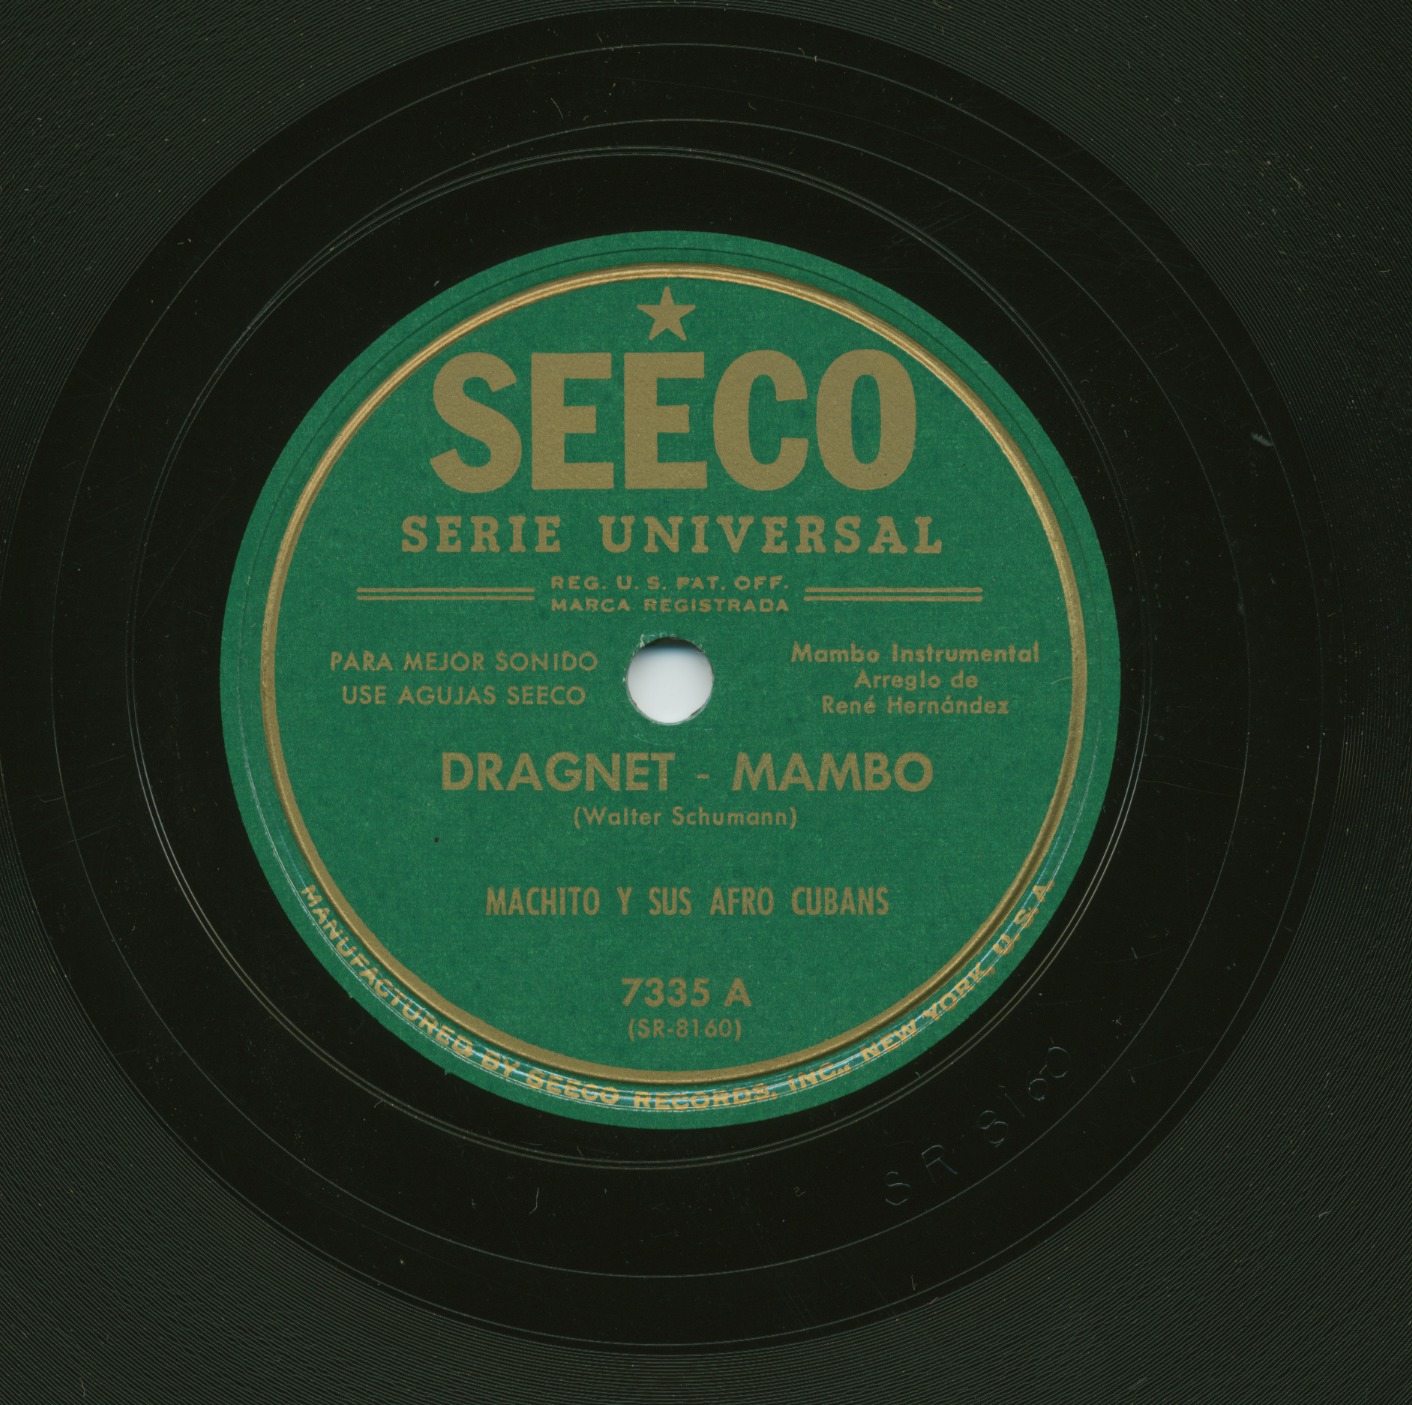 SEECO
SERIE UNIVERSAL
REG. U. S. PAT. OFF.
MARCA REGISTRADA
PARA MEJOR SONIDO
USE AGUJAS SEECO
Mambo Instrumental
Arreglo de
René Hernández
DRAGNET - MAMBO
(Walter Schumann)
MACHITO Y SUS AFRO CUBANS
7335 A
(SR-8160)
MANUFACTURED BY SEECO RECORDS, INC., NEW YORK, U.S.A.
SR 8160